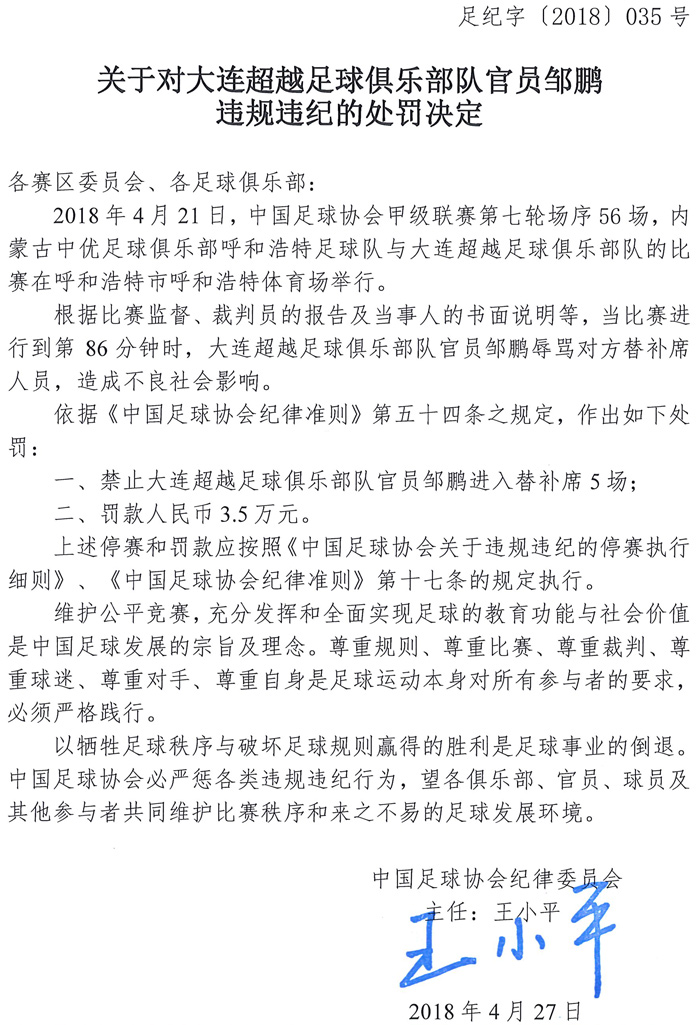 足纪字〔2018〕035 号
关于对大连超越足球俱乐部队官员邹鹏
违规违纪的处罚决定
各赛区委员会、各足球俱乐部：
2018 年 4 月 21 日，中国足球协会甲级联赛第七轮场序 56 场，内
蒙古中优足球俱乐部呼和浩特足球队与大连超越足球俱乐部队的比
赛在呼和浩特市呼和浩特体育场举行。
根据比赛监督、裁判员的报告及当事人的书面说明等，当比赛进
行到第 86 分钟时，大连超越足球俱乐部队官员邹鹏辱骂对方替补席
人员，造成不良社会影响。
依据《中国足球协会纪律准则》第五十四条之规定，作出如下处
罚：
一、禁止大连超越足球俱乐部队官员邹鹏进入替补席 5 场；
二、罚款人民币 3.5 万元。
上述停赛和罚款应按照《中国足球协会关于违规违纪的停赛执行
细则》、《中国足球协会纪律准则》第十七条的规定执行。
维护公平竞赛，充分发挥和全面实现足球的教育功能与社会价值
是中国足球发展的宗旨及理念。尊重规则、尊重比赛、尊重裁判、尊
重球迷、尊重对手、尊重自身是足球运动本身对所有参与者的要求，
必须严格践行。
以牺牲足球秩序与破坏足球规则赢得的胜利是足球事业的倒退。
中国足球协会必严惩各类违规违纪行为，望各俱乐部、官员、球员及
其他参与者共同维护比赛秩序和来之不易的足球发展环境。
中国足球协会纪律委员会
主任：王小平
王小平
2018 年 4 月 27 日